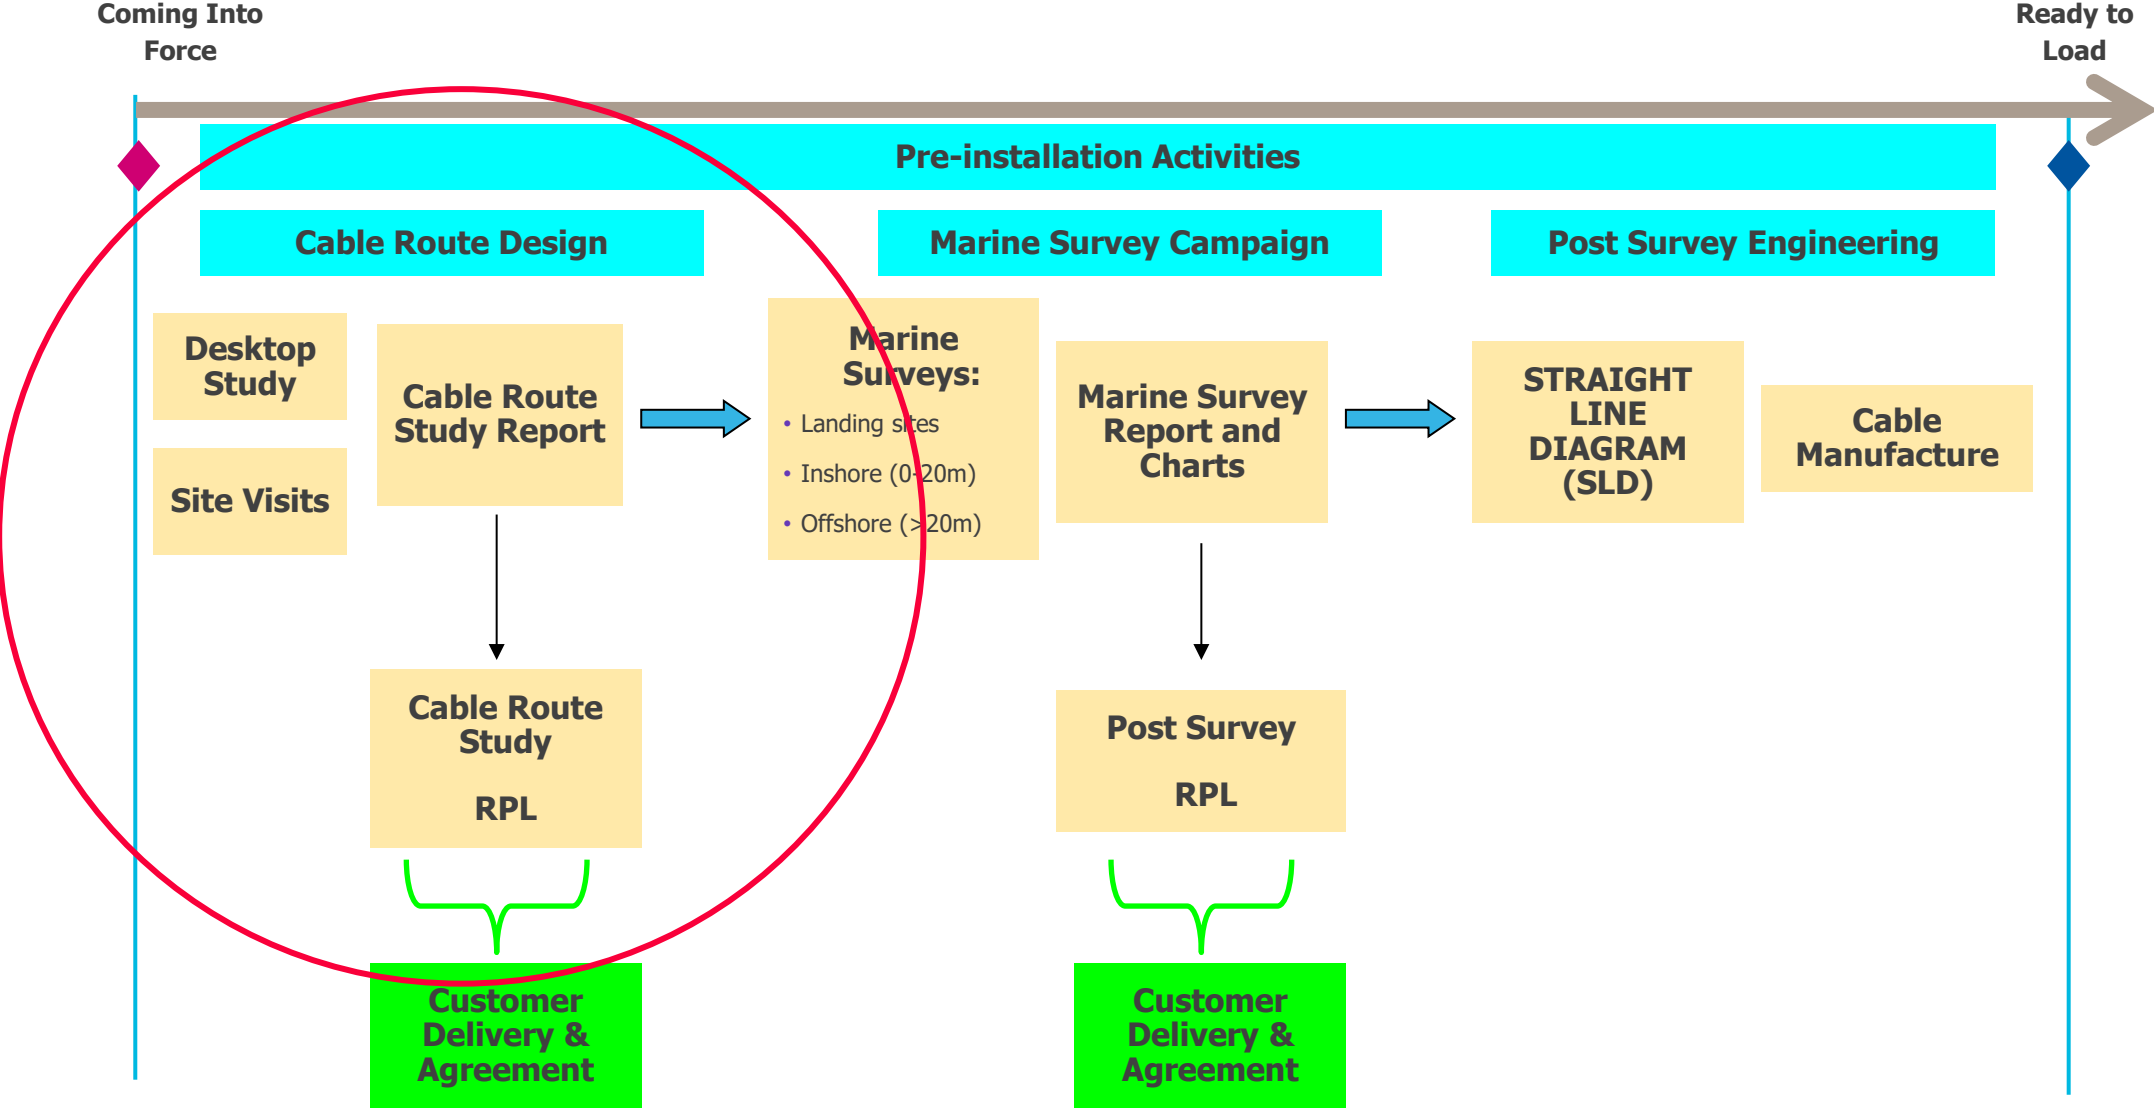 Coming Into
Force
Ready to
Load
Pre-installation Activities
Cable Route Design
Marine Survey Campaign
Post Survey Engineering
Desktop
Study
Site Visits
Cable Route
Study Report
Marine
Surveys:
• Landing sites
• Inshore (0-20m)
• Offshore (>20m)
Marine Survey
Report and
Charts
STRAIGHT
LINE
DIAGRAM
(SLD)
Cable
Manufacture
Cable Route
Study
RPL
Post Survey
RPL
Customer
Delivery &
Agreement
Customer
Delivery &
Agreement